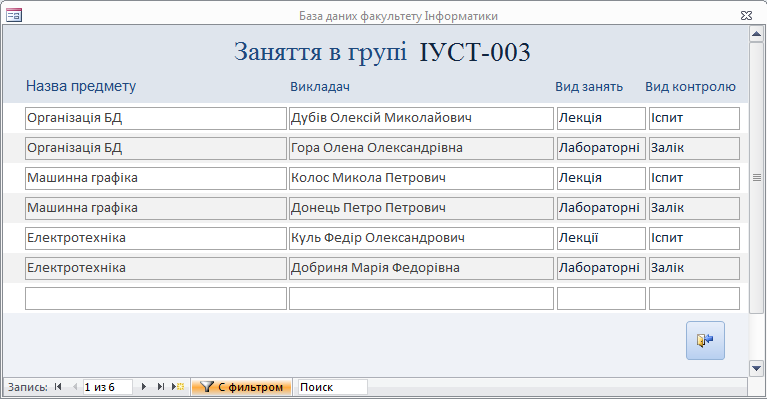 База даних факультету Інформатики
Заняття в групі ІУСТ-003
Назва предмету Викладач Вид занять Вид контролю
Організація БД Дубів Олексій Миколайович Лекція Іспит
Організація БД Гора Олена Олександрівна Лабораторні Залік
Машинна графіка Колос Микола Петрович Лекція Іспит
Машинна графіка Донець Петро Петрович Лабораторні Залік
Електротехніка Куль Федір Олександрович Лекції Іспит
Електротехніка Добриня Марія Федорівна Лабораторні Залік
Запись: 1 из 6 С фильтром Поиск